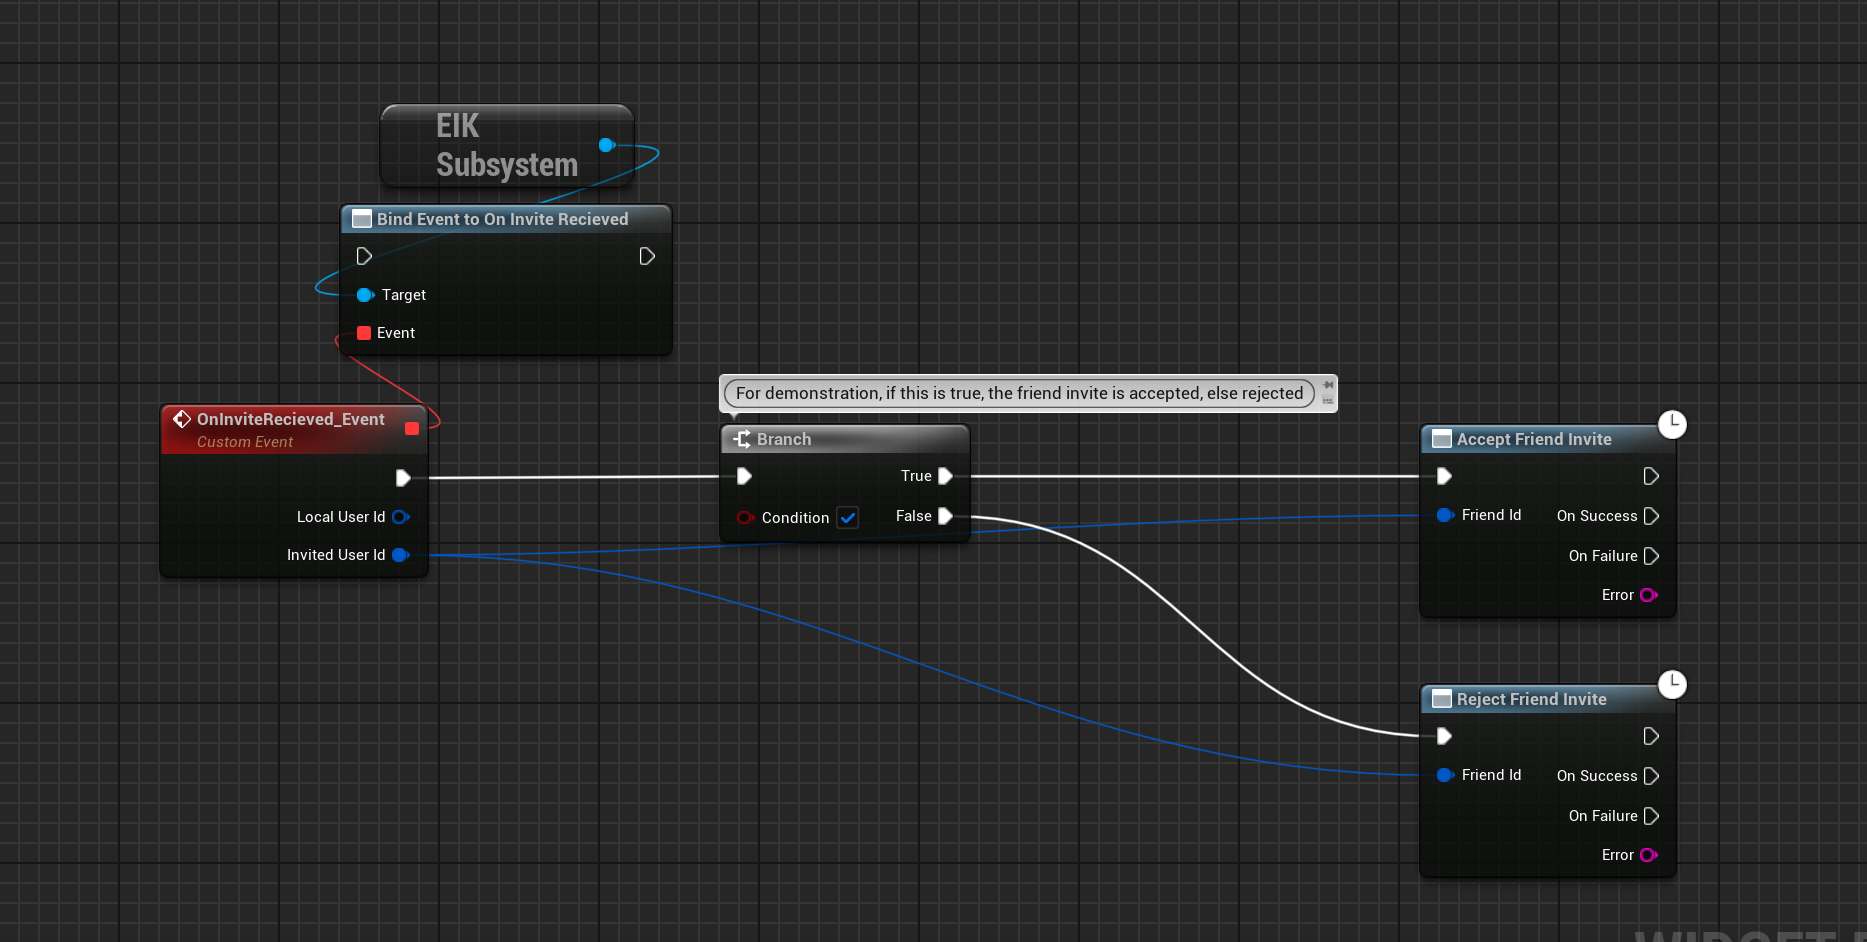 EIK
Subsystem
Bind Event to On Invite Recieved
Target
Event
For demonstration, if this is true, the friend invite is accepted, else rejected
OnInviteRecieved_Event
Custom Event
Local User Id
Invited User Id
Branch
True
Condition
False
Accept Friend Invite
Friend Id
On Success
On Failure
Error
Reject Friend Invite
Friend Id
On Success
On Failure
Error